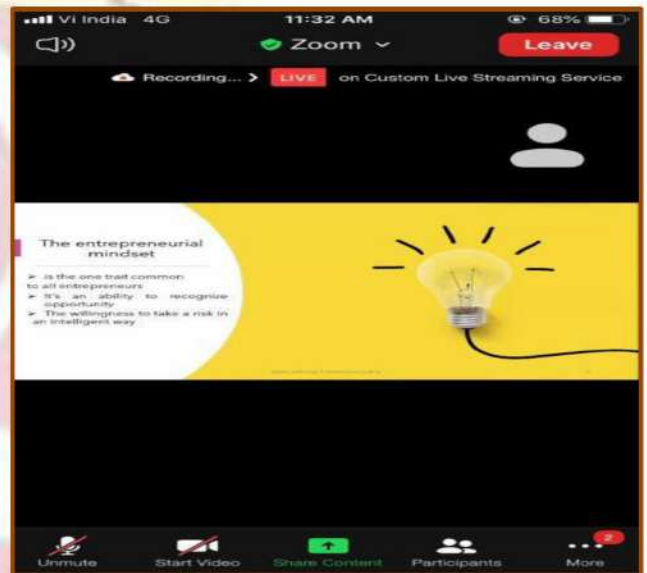 Vi India 4G 11:32 AM 68%
Zoom Leave
Recording... > LIVE on Custom Live Streaming Service
The entrepreneurial
mindset
➢ is the one trait common
to all entrepreneurs
➢ It's an ability to recognize
opportunity
➢ The willingness to take a risk in
an intelligent way
2
Unmute Start Video Share Content Participants More